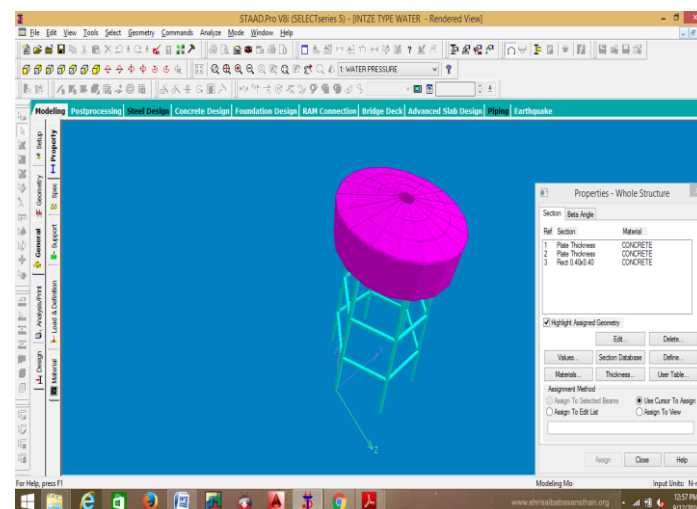 STAAD.Pro V8i (SELECTseries 5) - [INTZE TYPE WATER - Rendered View]
File Edit View Tools Select Geometry Commands Analyze Mode Window Help
1: WATER PRESSURE
Modeling Postprocessing Steel Design Concrete Design Foundation Design RAM Connection Bridge Deck Advanced Slab Design Piping Earthquake
Setup
Geometry
General
Analysis/Print
Design
Property
Spec
Support
Load & Definition
Material
Z
Properties - Whole Structure
Section Beta Angle
Ref Section Material
1 Plate Thickness CONCRETE
2 Plate Thickness CONCRETE
3 Rect 0.40x0.40 CONCRETE
Highlight Assigned Geometry
Edit... Delete...
Values... Section Database Define...
Materials... Thickness... User Table...
Assignment Method
Assign To Selected Beams Use Cursor To Assign
Assign To Edit List Assign To View
Assign Close Help
For Help, press F1 Modeling Mo Input Units: N-
www.shrisaibabasansthan.org 12:57 PM